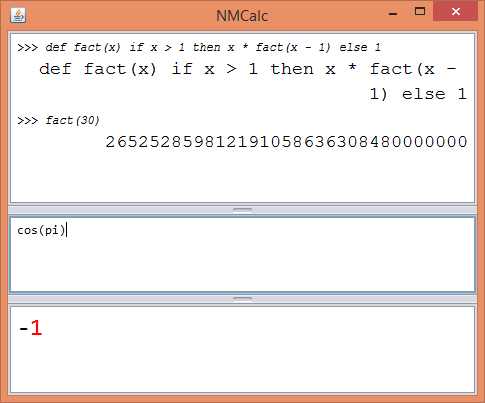 NMCalc
>>> def fact(x) if x > 1 then x * fact(x - 1) else 1
def fact(x) if x > 1 then x * fact(x -
1) else 1
>>> fact(30)
265252859812191058636308480000000
cos(pi)
-1